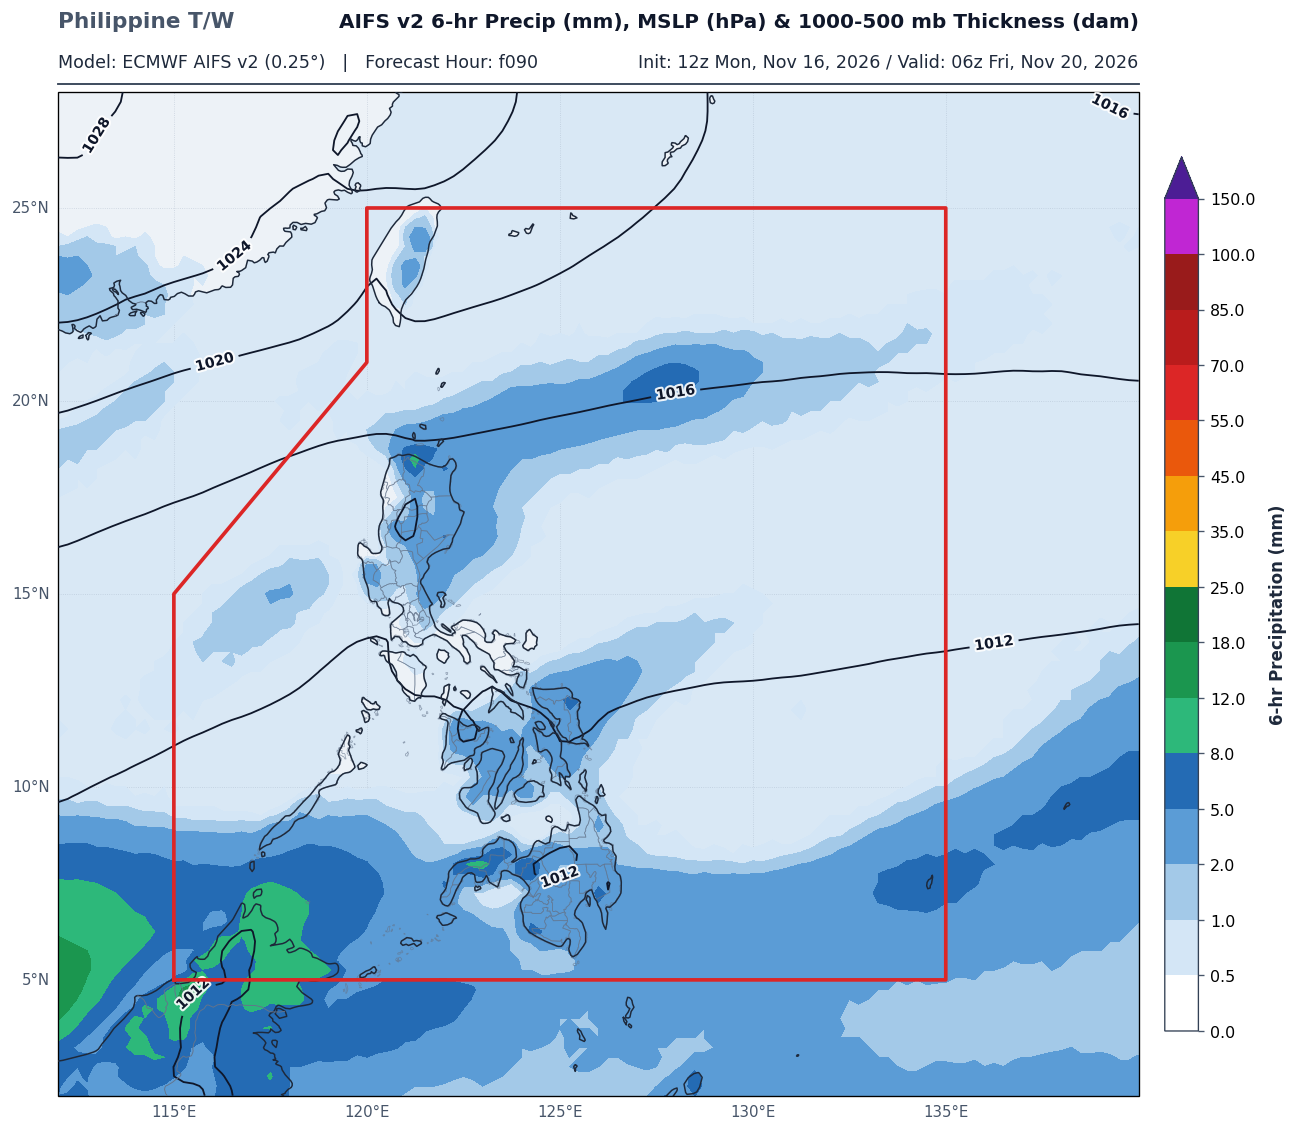 Philippine T/W
AIFS v2 6-hr Precip (mm), MSLP (hPa) & 1000-500 mb Thickness (dam)
Model: ECMWF AIFS v2 (0.25°) | Forecast Hour: f090
Init: 12z Mon, Nov 16, 2026 / Valid: 06z Fri, Nov 20, 2026
1016
1028
1024
1020
1016
1012
1012
1012
25°N
20°N
15°N
10°N
5°N
115°E
120°E
125°E
130°E
135°E
150.0
100.0
85.0
70.0
55.0
45.0
35.0
25.0
18.0
12.0
8.0
5.0
2.0
1.0
0.5
0.0
6-hr Precipitation (mm)